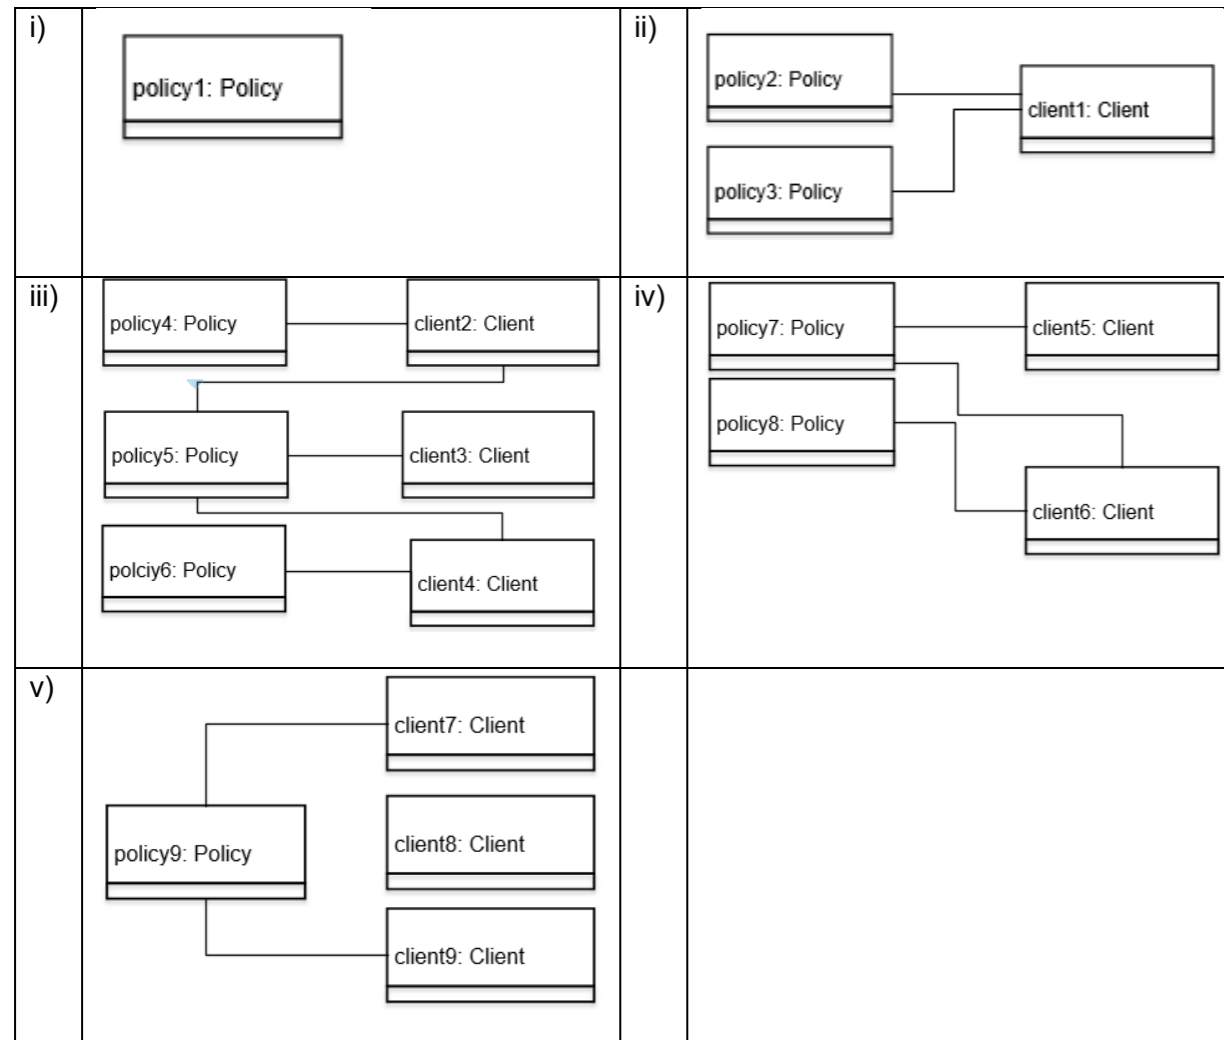 i)
policy1: Policy
ii)
policy2: Policy
client1: Client
policy3: Policy
iii)
policy4: Policy
client2: Client
policy5: Policy
client3: Client
polciy6: Policy
client4: Client
iv)
policy7: Policy
client5: Client
policy8: Policy
client6: Client
v)
client7: Client
policy9: Policy
client8: Client
client9: Client